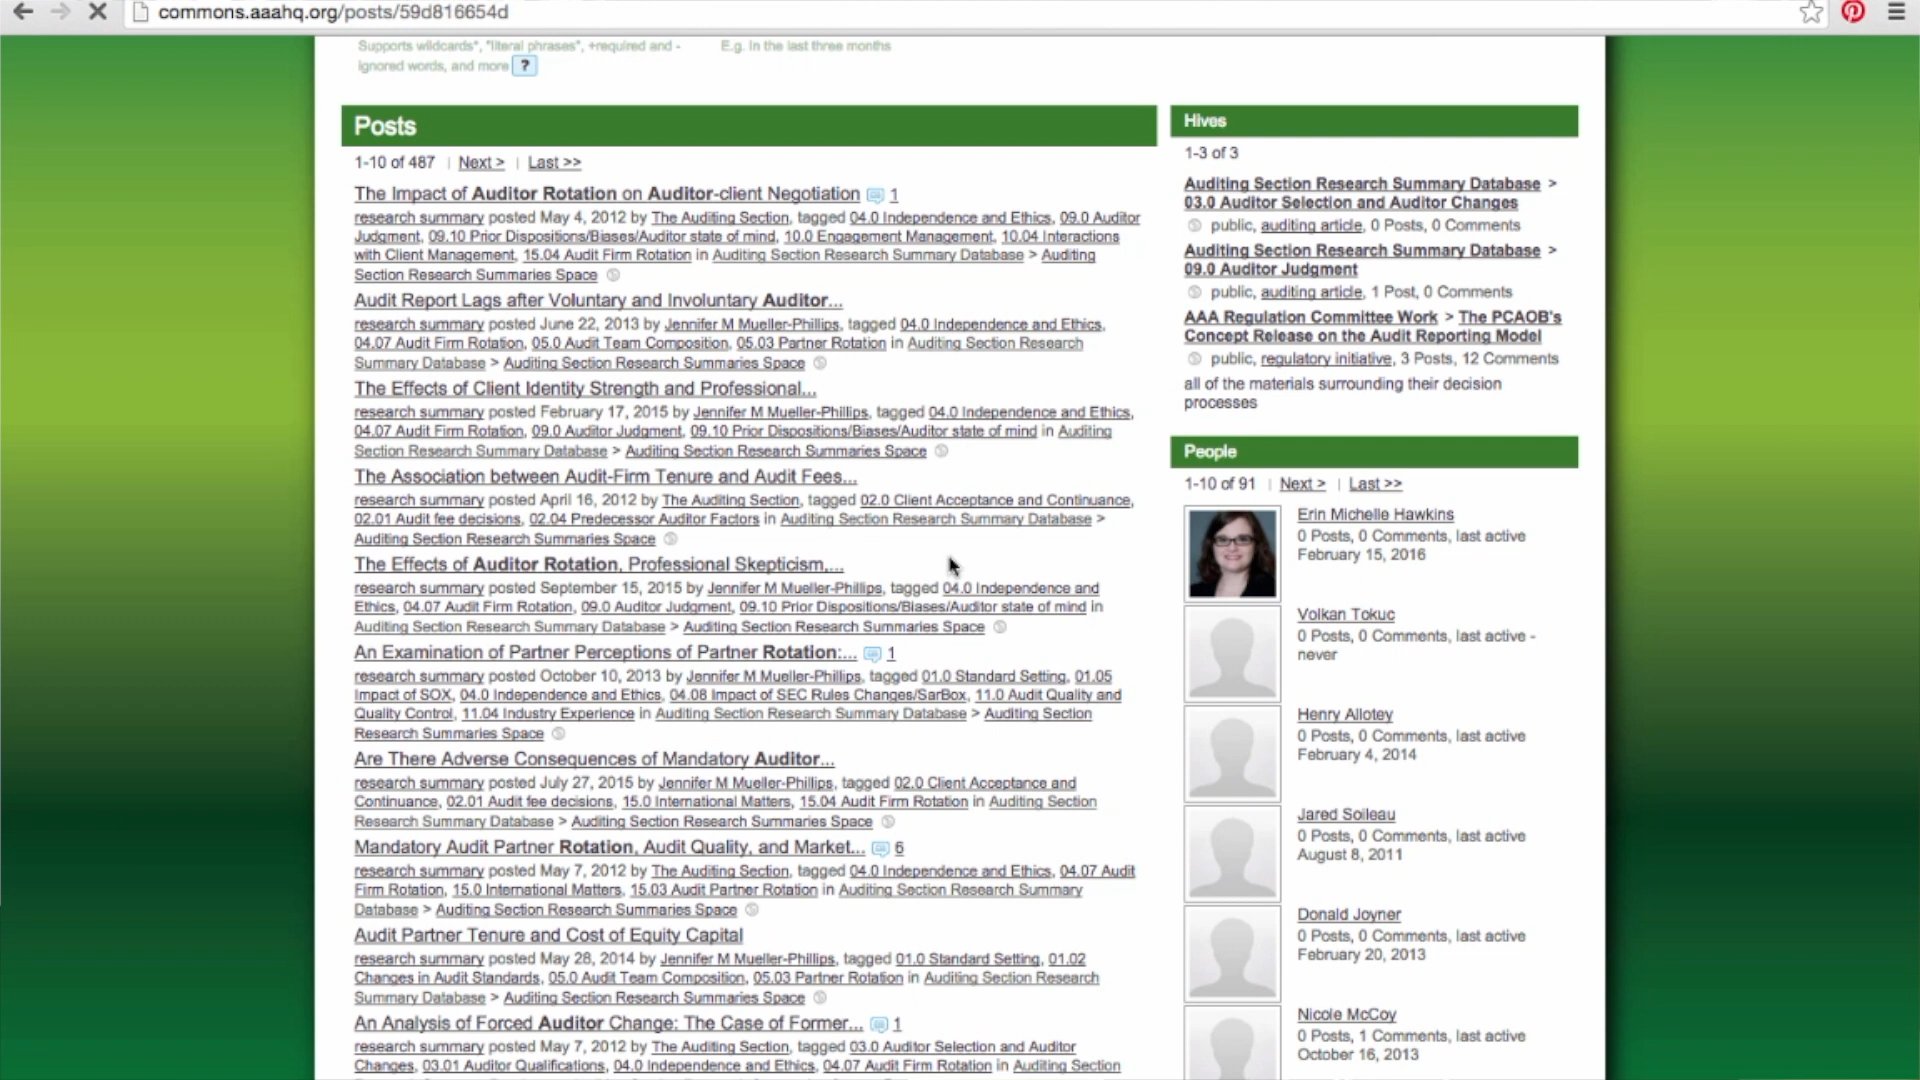 commons.aaahq.org/posts/59d816654d
Supports wildcards*, "literal phrases", +required and -
ignored words, and more ?
E.g. In the last three months
Posts
1-10 of 487 | Next > | Last >>
The Impact of Auditor Rotation on Auditor-client Negotiation 1
research summary posted May 4, 2012 by The Auditing Section, tagged 04.0 Independence and Ethics, 09.0 Auditor
Judgment, 09.10 Prior Dispositions/Biases/Auditor state of mind, 10.0 Engagement Management, 10.04 Interactions
with Client Management, 15.04 Audit Firm Rotation in Auditing Section Research Summary Database > Auditing
Section Research Summaries Space
Audit Report Lags after Voluntary and Involuntary Auditor...
research summary posted June 22, 2013 by Jennifer M Mueller-Phillips, tagged 04.0 Independence and Ethics,
04.07 Audit Firm Rotation, 05.0 Audit Team Composition, 05.03 Partner Rotation in Auditing Section Research
Summary Database > Auditing Section Research Summaries Space
The Effects of Client Identity Strength and Professional...
research summary posted February 17, 2015 by Jennifer M Mueller-Phillips, tagged 04.0 Independence and Ethics,
04.07 Audit Firm Rotation, 09.0 Auditor Judgment, 09.10 Prior Dispositions/Biases/Auditor state of mind in Auditing
Section Research Summary Database > Auditing Section Research Summaries Space
The Association between Audit-Firm Tenure and Audit Fees...
research summary posted April 16, 2012 by The Auditing Section, tagged 02.0 Client Acceptance and Continuance,
02.01 Audit fee decisions, 02.04 Predecessor Auditor Factors in Auditing Section Research Summary Database >
Auditing Section Research Summaries Space
The Effects of Auditor Rotation, Professional Skepticism,...
research summary posted September 15, 2015 by Jennifer M Mueller-Phillips, tagged 04.0 Independence and
Ethics, 04.07 Audit Firm Rotation, 09.0 Auditor Judgment, 09.10 Prior Dispositions/Biases/Auditor state of mind in
Auditing Section Research Summary Database > Auditing Section Research Summaries Space
An Examination of Partner Perceptions of Partner Rotation:... 1
research summary posted October 10, 2013 by Jennifer M Mueller-Phillips, tagged 01.0 Standard Setting, 01.05
Impact of SOX, 04.0 Independence and Ethics, 04.08 Impact of SEC Rules Changes/SarBox, 11.0 Audit Quality and
Quality Control, 11.04 Industry Experience in Auditing Section Research Summary Database > Auditing Section
Research Summaries Space
Are There Adverse Consequences of Mandatory Auditor...
research summary posted July 27, 2015 by Jennifer M Mueller-Phillips, tagged 02.0 Client Acceptance and
Continuance, 02.01 Audit fee decisions, 15.0 International Matters, 15.04 Audit Firm Rotation in Auditing Section
Research Summary Database > Auditing Section Research Summaries Space
Mandatory Audit Partner Rotation, Audit Quality, and Market... 6
research summary posted May 7, 2012 by The Auditing Section, tagged 04.0 Independence and Ethics, 04.07 Audit
Firm Rotation, 15.0 International Matters, 15.03 Audit Partner Rotation in Auditing Section Research Summary
Database > Auditing Section Research Summaries Space
Audit Partner Tenure and Cost of Equity Capital
research summary posted May 28, 2014 by Jennifer M Mueller-Phillips, tagged 01.0 Standard Setting, 01.02
Changes in Audit Standards, 05.0 Audit Team Composition, 05.03 Partner Rotation in Auditing Section Research
Summary Database > Auditing Section Research Summaries Space
An Analysis of Forced Auditor Change: The Case of Former... 1
research summary posted May 7, 2012 by The Auditing Section, tagged 03.0 Auditor Selection and Auditor
Changes, 03.01 Auditor Qualifications, 04.0 Independence and Ethics, 04.07 Audit Firm Rotation in Auditing Section
Hives
1-3 of 3
Auditing Section Research Summary Database >
03.0 Auditor Selection and Auditor Changes
public, auditing article, 0 Posts, 0 Comments
Auditing Section Research Summary Database >
09.0 Auditor Judgment
public, auditing article, 1 Post, 0 Comments
AAA Regulation Committee Work > The PCAOB's
Concept Release on the Audit Reporting Model
public, regulatory initiative, 3 Posts, 12 Comments
all of the materials surrounding their decision
processes
People
1-10 of 91 | Next > | Last >>
Erin Michelle Hawkins
0 Posts, 0 Comments, last active
February 15, 2016
Volkan Tokuc
0 Posts, 0 Comments, last active -
never
Henry Allotey
0 Posts, 0 Comments, last active
February 4, 2014
Jared Soileau
0 Posts, 0 Comments, last active
August 8, 2011
Donald Joyner
0 Posts, 0 Comments, last active
February 20, 2013
Nicole McCoy
0 Posts, 1 Comments, last active
October 16, 2013